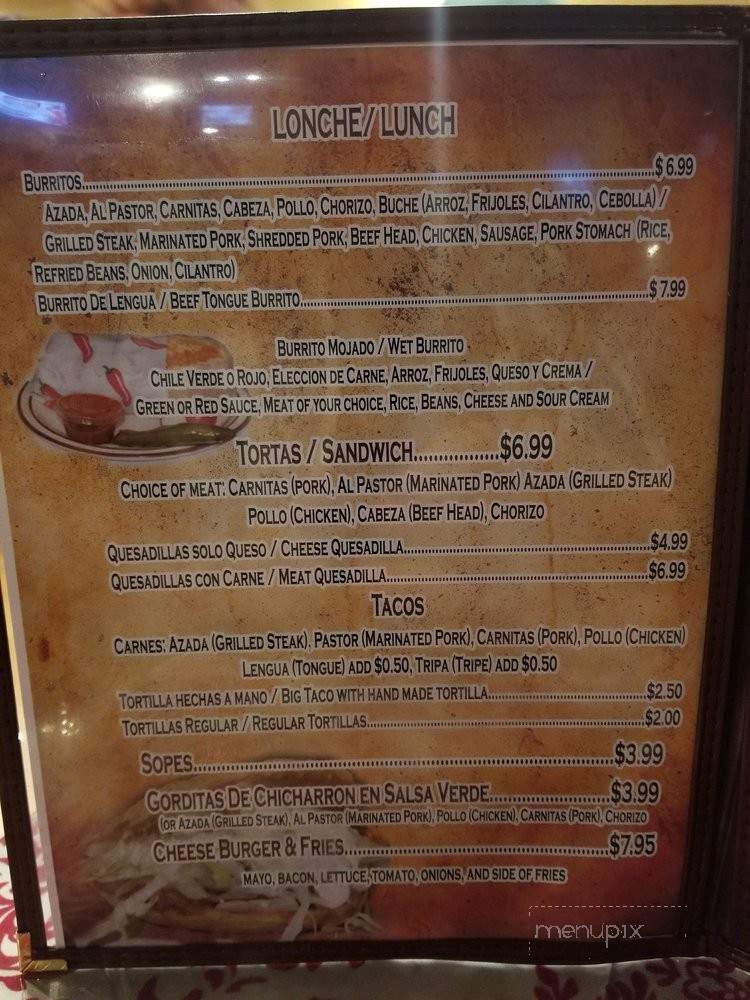 LONCHE/LUNCH
BURRITOS....................$6.99
AZADA, AL PASTOR, CARNITAS, CABEZA, POLLO, CHORIZO, BUCHE (ARROZ, FRIJOLES, CILANTRO, CEBOLLA) /
GRILLED STEAK, MARINATED PORK, SHREDDED PORK, BEEF HEAD, CHICKEN, SAUSAGE, PORK STOMACH (RICE,
REFRIED BEANS, ONION, CILANTRO)
BURRITO DE LENGUA / BEEF TONGUE BURRITO....................$7.99
BURRITO MOJADO / WET BURRITO
CHILE VERDE O ROJO, ELECCION DE CARNE, ARROZ, FRIJOLES, QUESO Y CREMA /
GREEN OR RED SAUCE, MEAT OF YOUR CHOICE, RICE, BEANS, CHEESE AND SOUR CREAM
TORTAS / SANDWICH.................$6.99
CHOICE OF MEAT: CARNITAS (PORK), AL PASTOR (MARINATED PORK) AZADA (GRILLED STEAK)
POLLO (CHICKEN), CABEZA (BEEF HEAD), CHORIZO
QUESADILLAS SOLO QUESO / CHEESE QUESADILLA....................$4.99
QUESADILLAS CON CARNE / MEAT QUESADILLA....................$6.99
TACOS
CARNES: AZADA (GRILLED STEAK), PASTOR (MARINATED PORK), CARNITAS (PORK), POLLO (CHICKEN)
LENGUA (TONGUE) ADD $0.50, TRIPA (TRIPE) ADD $0.50
TORTILLA HECHAS A MANO / BIG TACO WITH HAND MADE TORTILLA....................$2.50
TORTILLAS REGULAR / REGULAR TORTILLAS....................$2.00
SOPES....................$3.99
GORDITAS DE CHICHARRON EN SALSA VERDE....................$3.99
(OR AZADA (GRILLED STEAK), AL PASTOR (MARINATED PORK), POLLO (CHICKEN), CARNITAS (PORK), CHORIZO
CHEESE BURGER & FRIES....................$7.95
MAYO, BACON, LETTUCE, TOMATO, ONIONS, AND SIDE OF FRIES
menupix